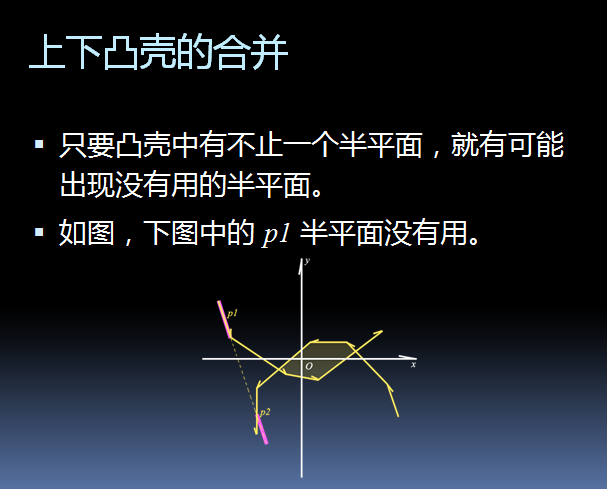 上下凸壳的合并
只要凸壳中有不止一个半平面，就有可能
出现没有用的半平面。
如图，下图中的 p1 半平面没有用。
y
p1
O
x
p2